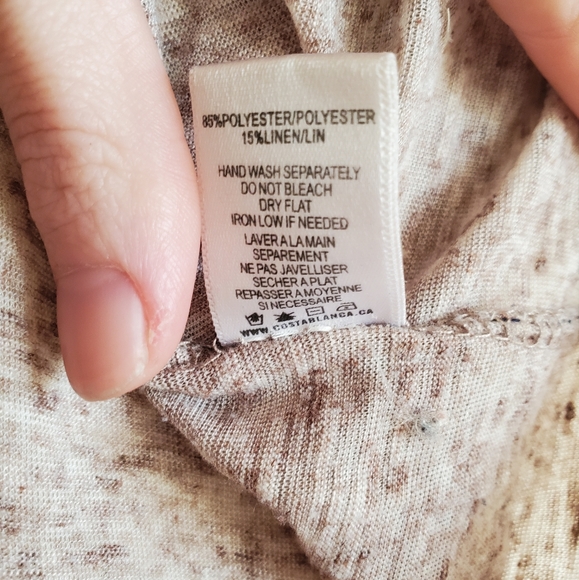 85%POLYESTER/POLYESTER
15%LINEN/LIN
HAND WASH SEPARATELY
DO NOT BLEACH
DRY FLAT
IRON LOW IF NEEDED
LAVER A LA MAIN
SEPAREMENT
NE PAS JAVELLISER
SECHER A PLAT
REPASSER A MOYENNE
SI NECESSAIRE
WWW.COSTABLANCA.CA